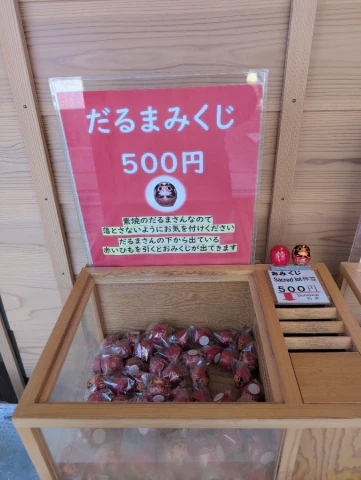 だるまみくじ
500円
素焼のだるまさんなので
落とさないようにお気を付けください
だるまさんの下から出ている
赤いひもを引くとおみくじが出てきます
おみくじ
Sacred lot
500円